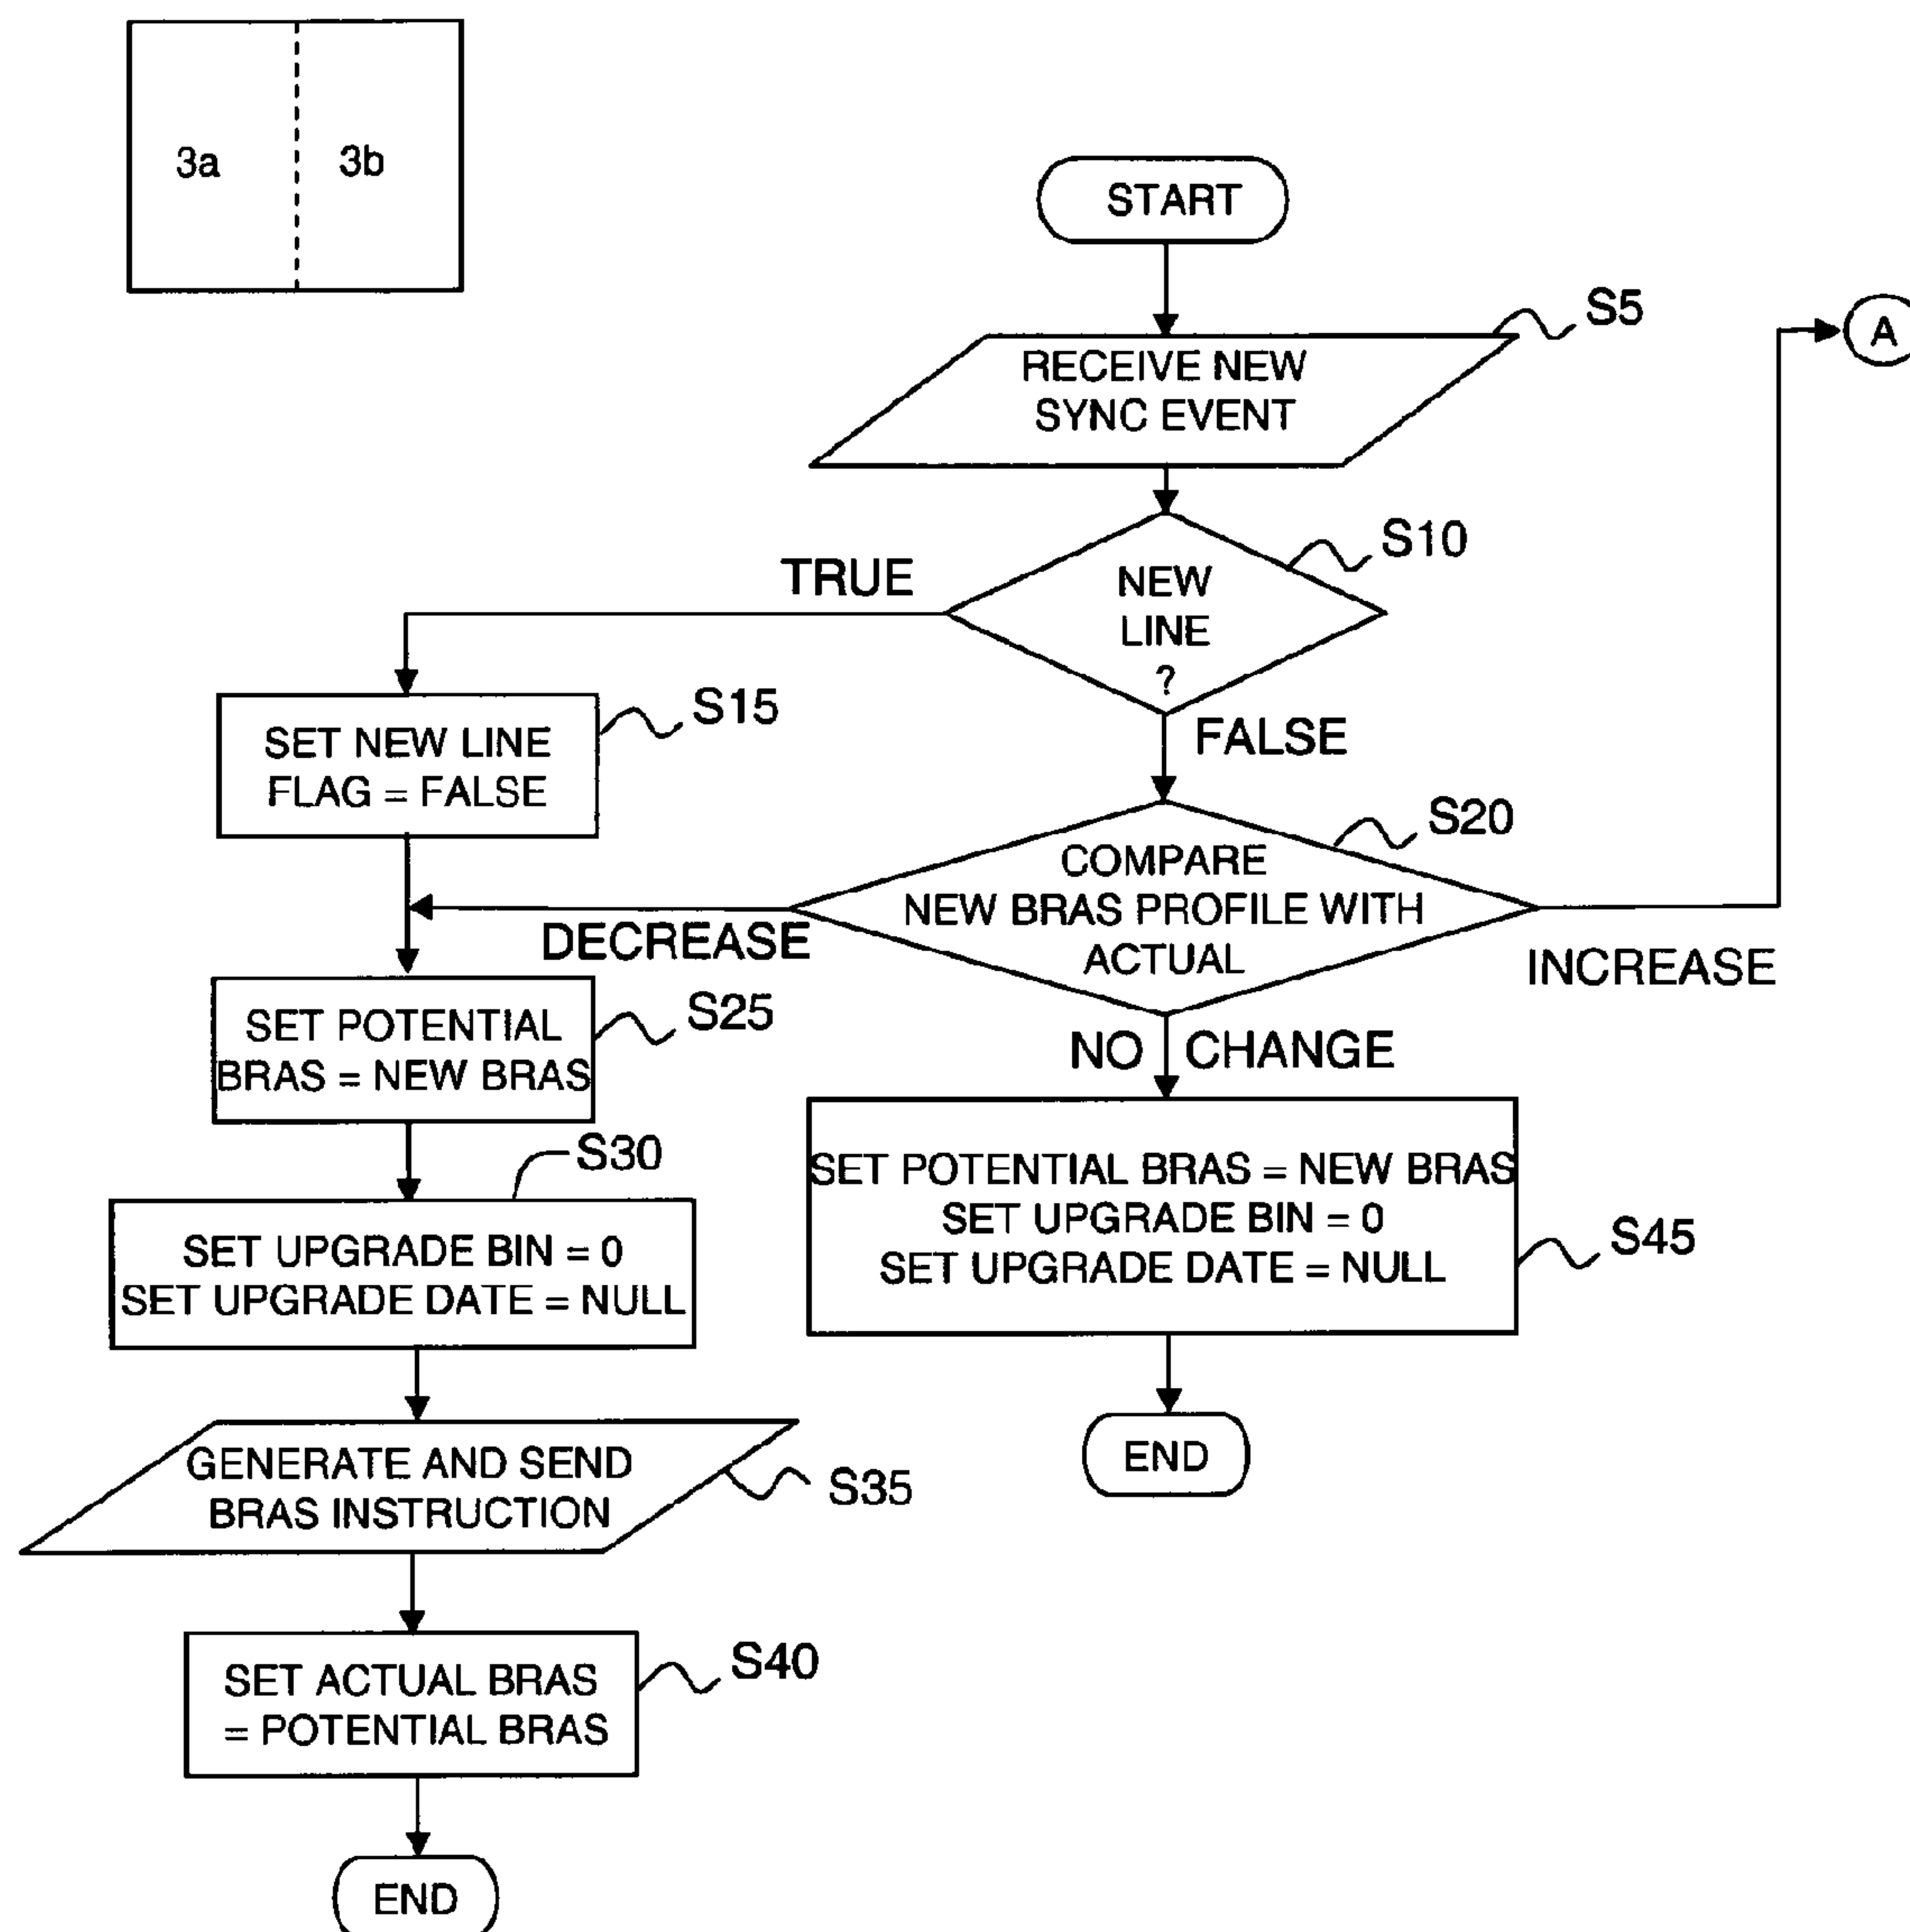 3a
3b
START
S5
A
RECEIVE NEW
SYNC EVENT
S10
TRUE
NEW
LINE
?
FALSE
S15
SET NEW LINE
FLAG = FALSE
S20
COMPARE
NEW BRAS PROFILE WITH
ACTUAL
DECREASE
INCREASE
NO CHANGE
S25
SET POTENTIAL
BRAS = NEW BRAS
S30
SET UPGRADE BIN = 0
SET UPGRADE DATE = NULL
SET POTENTIAL BRAS = NEW BRAS
SET UPGRADE BIN = 0
SET UPGRADE DATE = NULL
S45
END
GENERATE AND SEND
BRAS INSTRUCTION
S35
SET ACTUAL BRAS
= POTENTIAL BRAS
S40
END